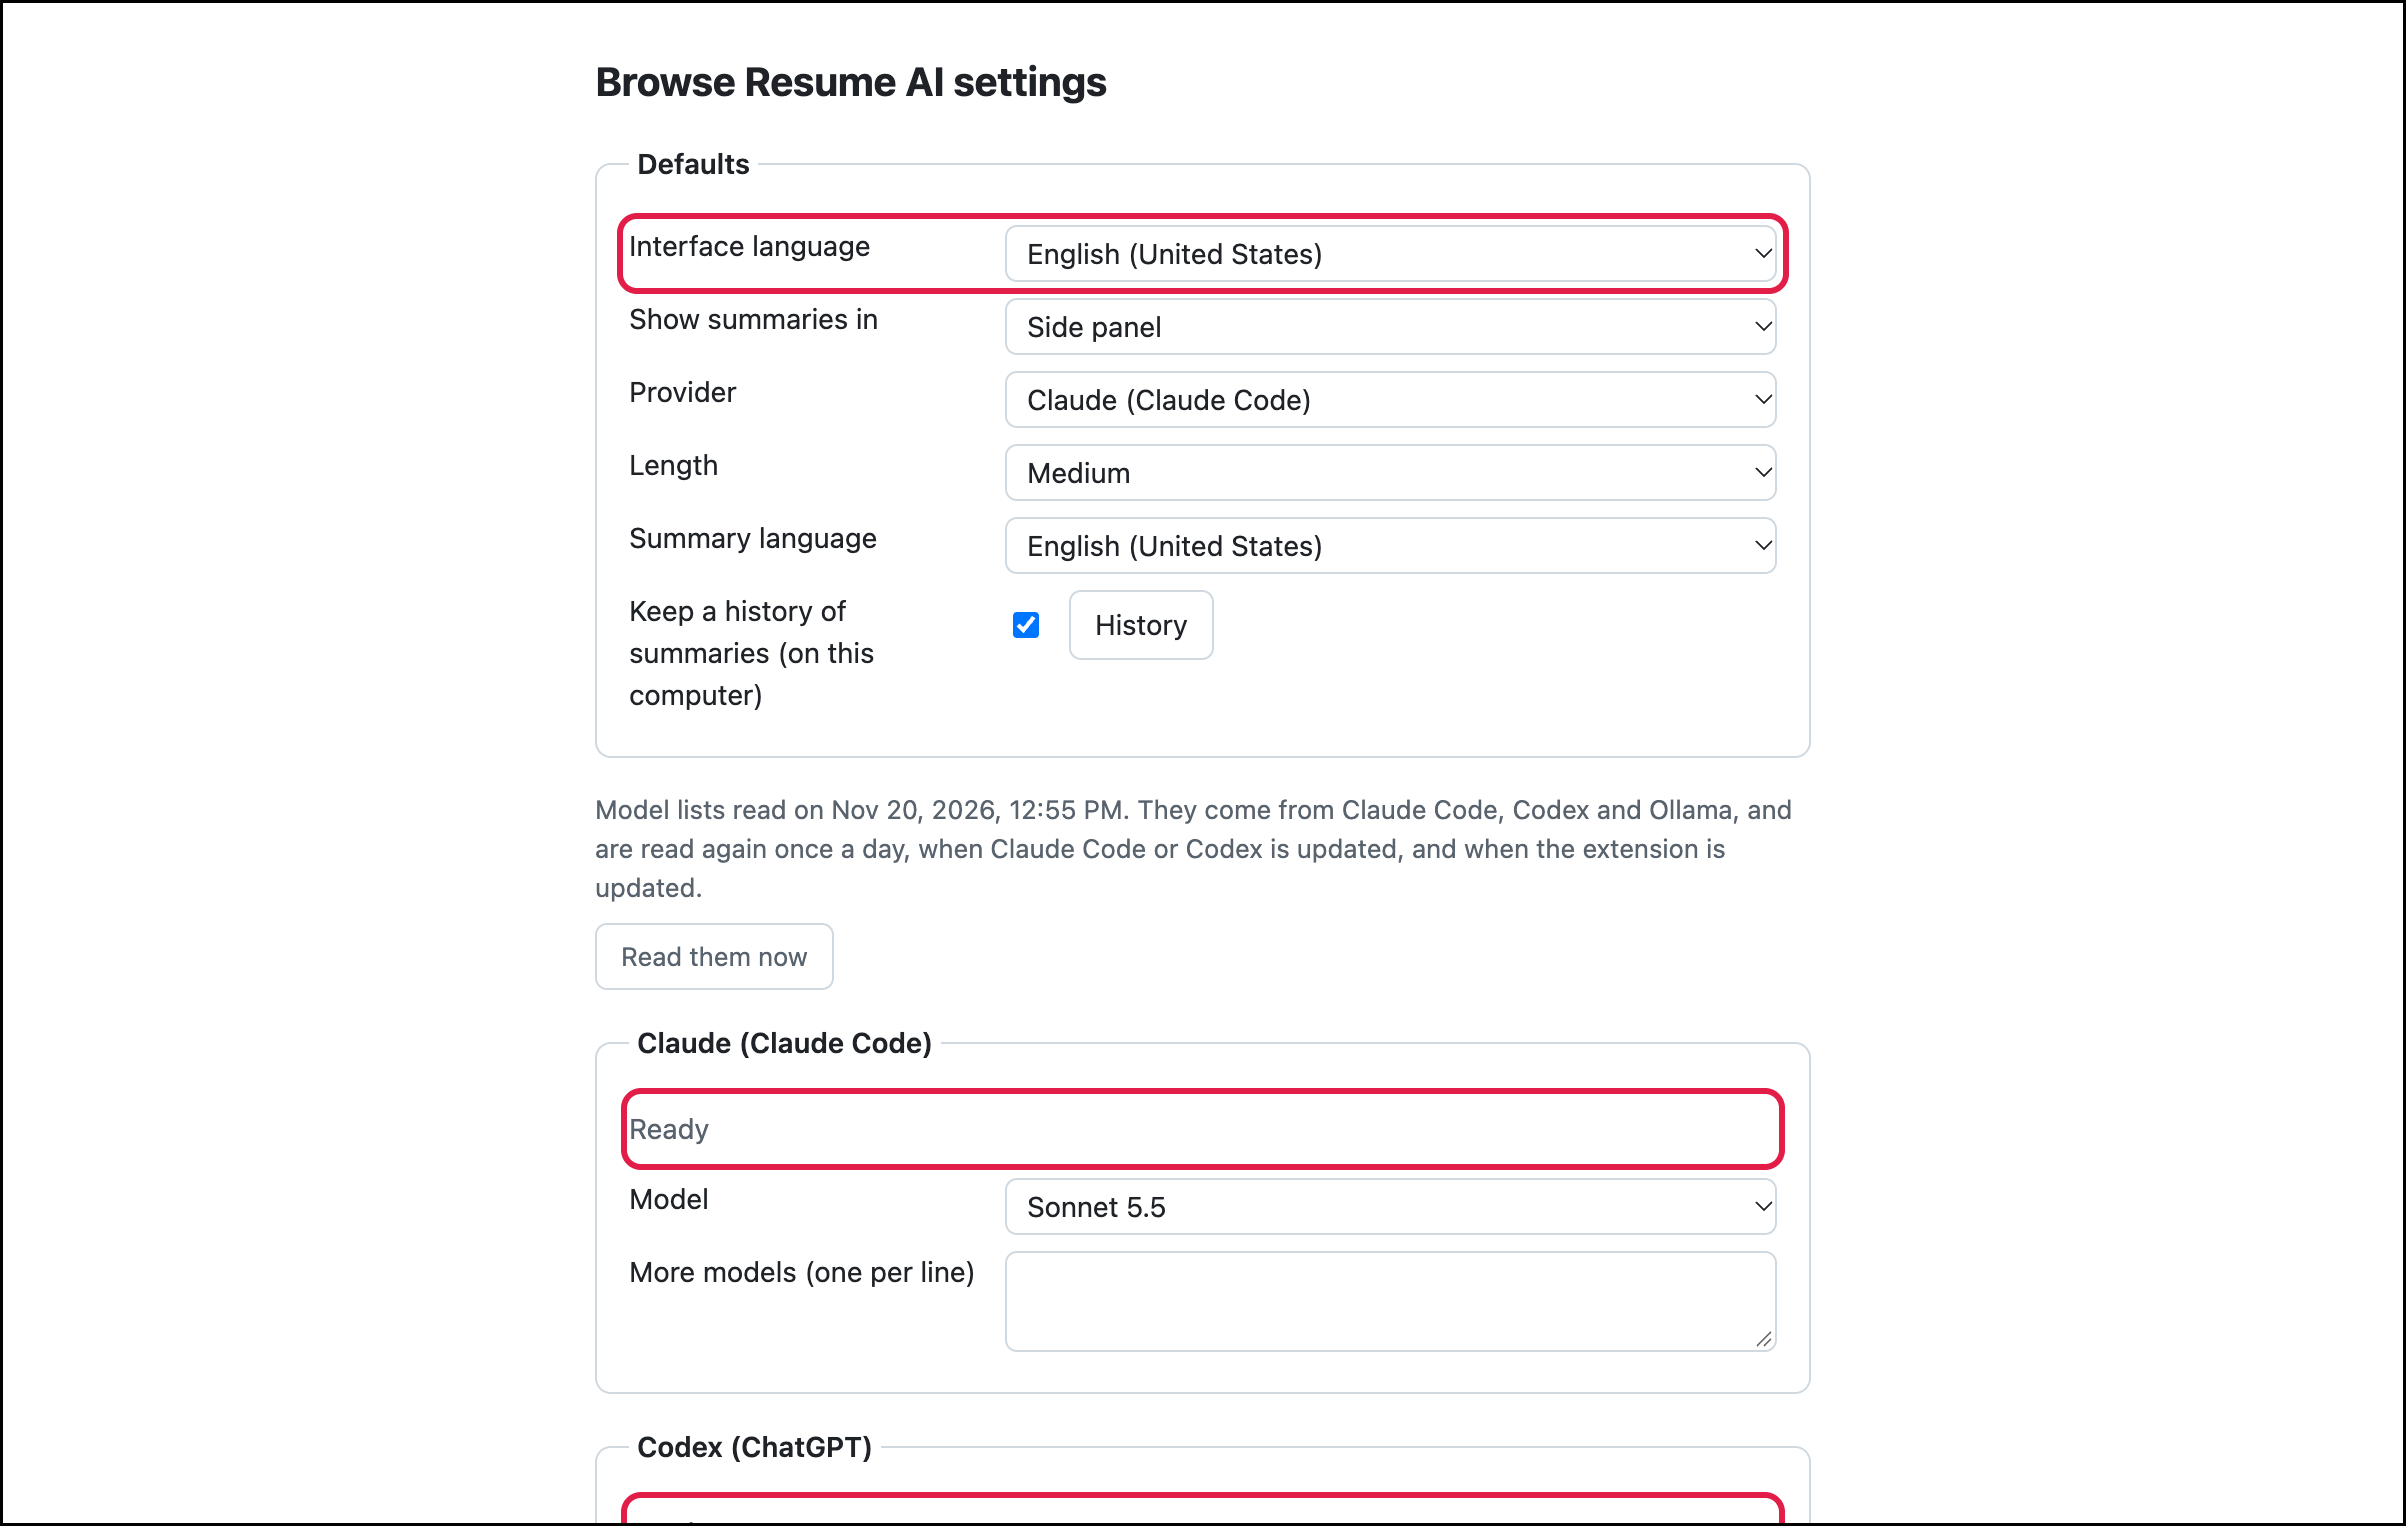 Browse Resume AI settings
Defaults
Interface language
English (United States)
Show summaries in
Side panel
Provider
Claude (Claude Code)
Length
Medium
Summary language
English (United States)
Keep a history of
summaries (on this
computer)
History
Model lists read on Nov 20, 2026, 12:55 PM. They come from Claude Code, Codex and Ollama, and
are read again once a day, when Claude Code or Codex is updated, and when the extension is
updated.
Read them now
Claude (Claude Code)
Ready
Model
Sonnet 5.5
More models (one per line)
Codex (ChatGPT)